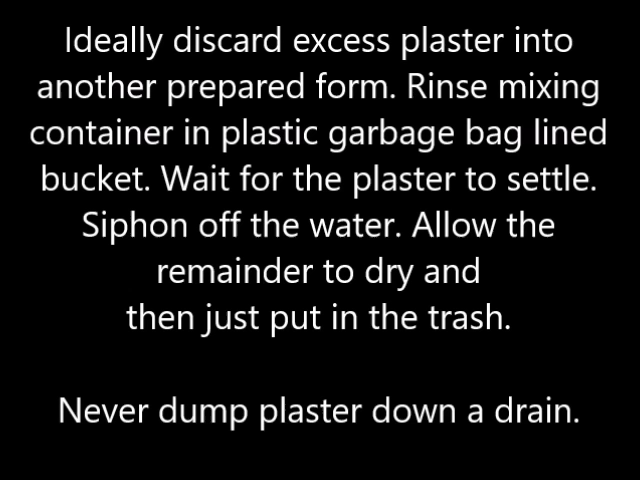 Ideally discard excess plaster into
another prepared form. Rinse mixing
container in plastic garbage bag lined
bucket. Wait for the plaster to settle.
Siphon off the water. Allow the
remainder to dry and
then just put in the trash.
Never dump plaster down a drain.